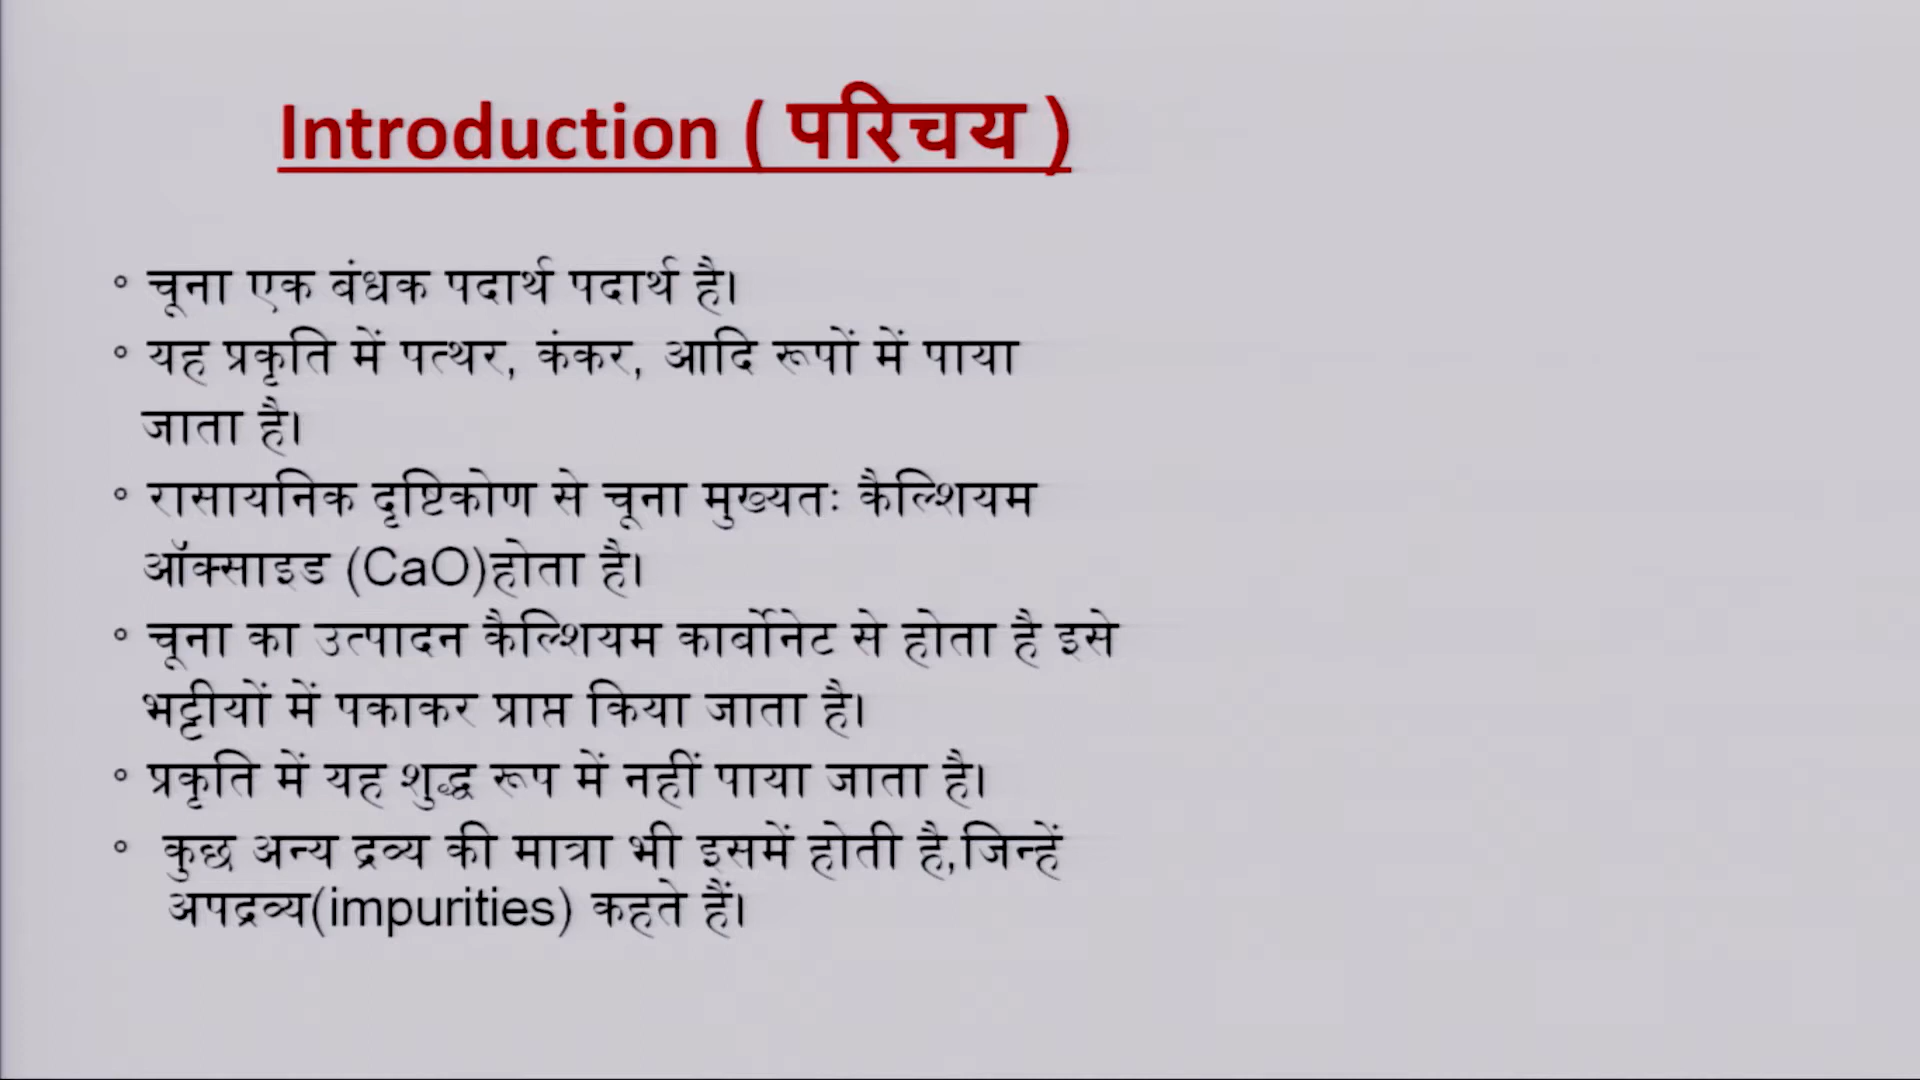 Introduction ( परिचय )
◦ चूना एक बंधक पदार्थ पदार्थ है।
◦ यह प्रकृति में पत्थर, कंकर, आदि रूपों में पाया
जाता है।
◦ रासायनिक दृष्टिकोण से चूना मुख्यतः कैल्शियम
ऑक्साइड (CaO)होता है।
◦ चूना का उत्पादन कैल्शियम कार्बोनेट से होता है इसे
भट्टीयों में पकाकर प्राप्त किया जाता है।
◦ प्रकृति में यह शुद्ध रूप में नहीं पाया जाता है।
◦ कुछ अन्य द्रव्य की मात्रा भी इसमें होती है,जिन्हें
अपद्रव्य(impurities) कहते हैं।